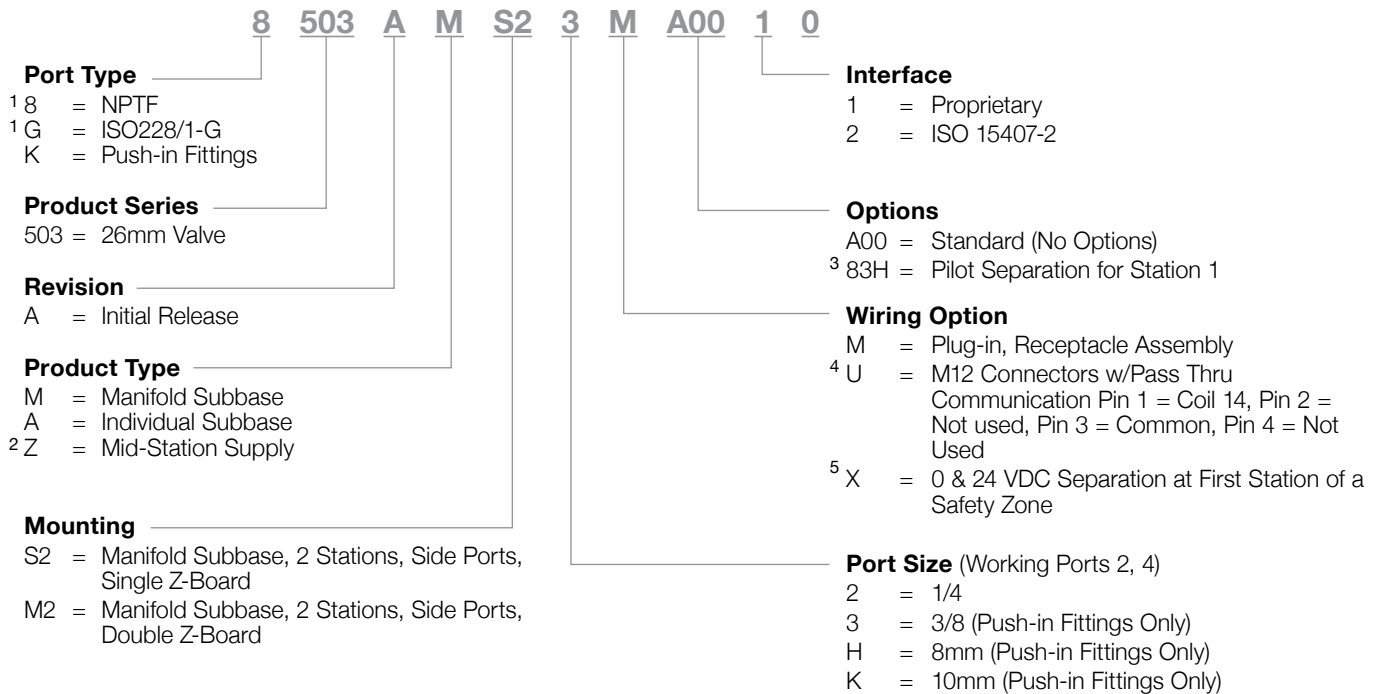 8 503 A M S2 3 M A00 1 0
Port Type
1 8 = NPTF
1 G = ISO228/1-G
K = Push-in Fittings
Product Series
503 = 26mm Valve
Revision
A = Initial Release
Product Type
M = Manifold Subbase
A = Individual Subbase
2 Z = Mid-Station Supply
Mounting
S2 = Manifold Subbase, 2 Stations, Side Ports,
Single Z-Board
M2 = Manifold Subbase, 2 Stations, Side Ports,
Double Z-Board
Interface
1 = Proprietary
2 = ISO 15407-2
Options
A00 = Standard (No Options)
3 83H = Pilot Separation for Station 1
Wiring Option
M = Plug-in, Receptacle Assembly
4 U = M12 Connectors w/Pass Thru
Communication Pin 1 = Coil 14, Pin 2 =
Not used, Pin 3 = Common, Pin 4 = Not
Used
5 X = 0 & 24 VDC Separation at First Station of a
Safety Zone
Port Size (Working Ports 2, 4)
2 = 1/4
3 = 3/8 (Push-in Fittings Only)
H = 8mm (Push-in Fittings Only)
K = 10mm (Push-in Fittings Only)